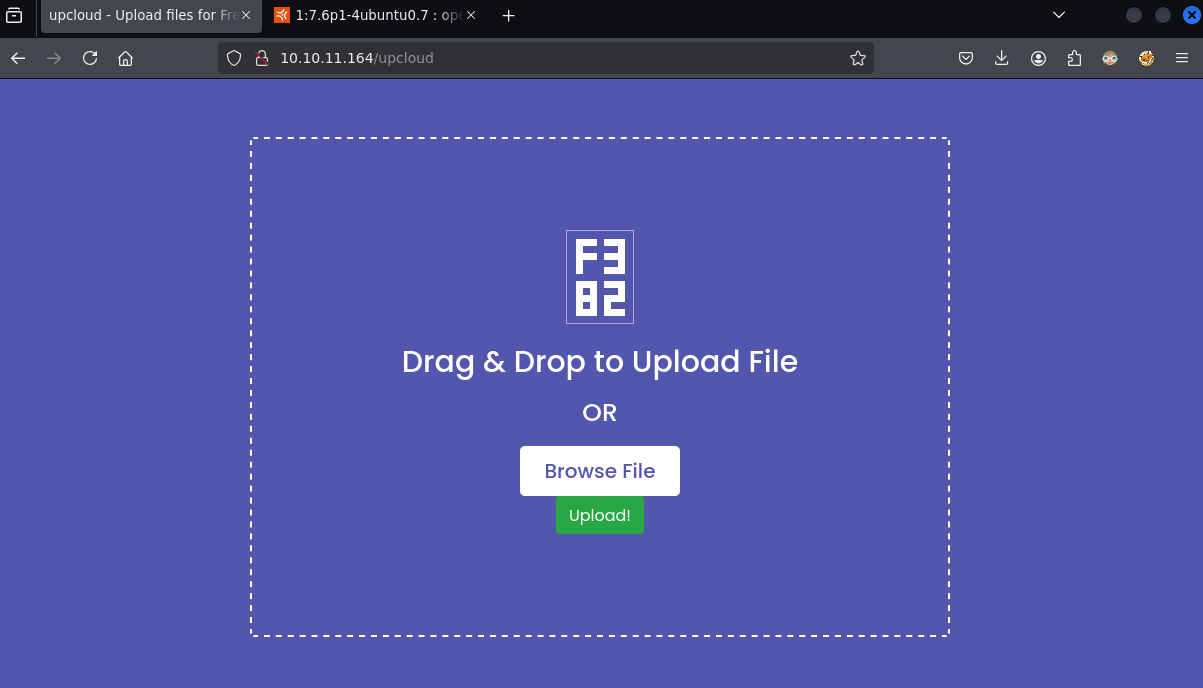 upcloud - Upload files for Fre
1:7.6p1-4ubuntu0.7 : ope
10.10.11.164/upcloud
F3
82
Drag & Drop to Upload File
OR
Browse File
Upload!